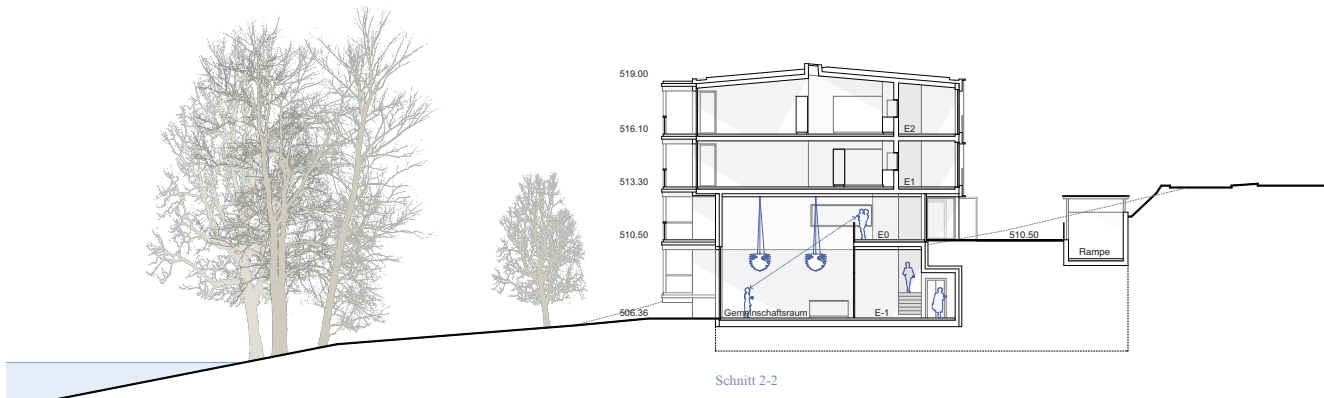 519.00
516.10
E2
513.30
E1
510.50
E0
510.50
Rampe
506.36
Gemeinschaftsraum
E-1
Schnitt 2-2